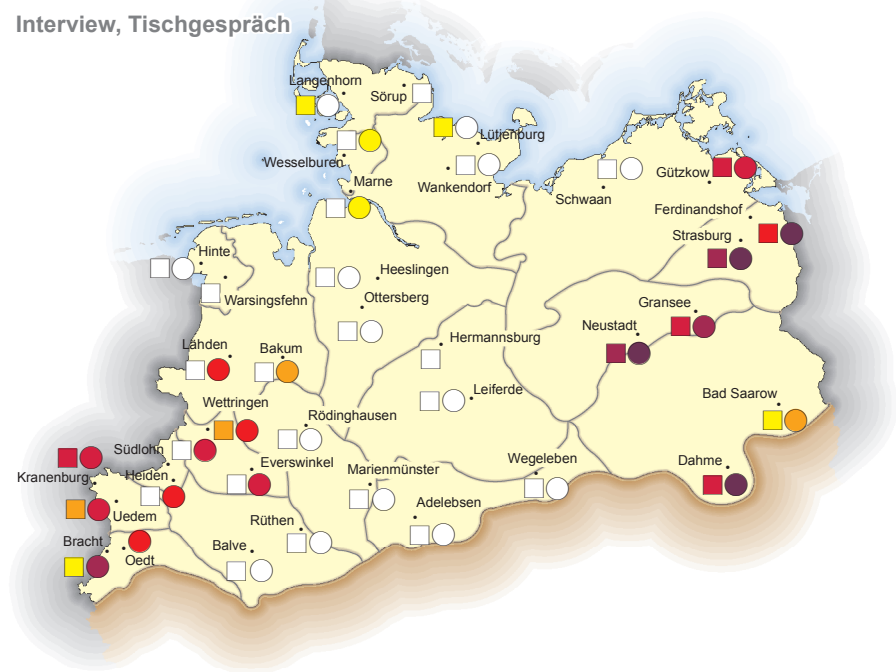 Interview, Tischgespräch
Langenhorn
Sörup
Lütjenburg
Wesselburen
Wankendorf
Marne
Schwaan
Gützkow
Ferdinandshof
Strasburg
Hinte
Heeslingen
Warsingsfehn
Ottersberg
Gransee
Neustadt
Hermannsburg
Lähden
Bakum
Leiferde
Bad Saarow
Wettringen
Rödinghausen
Südlohn
Everswinkel
Wegeleben
Dahme
Kranenburg
Heiden
Marienmünster
Adelebsen
Uedem
Rüthen
Bracht
Balve
Oedt